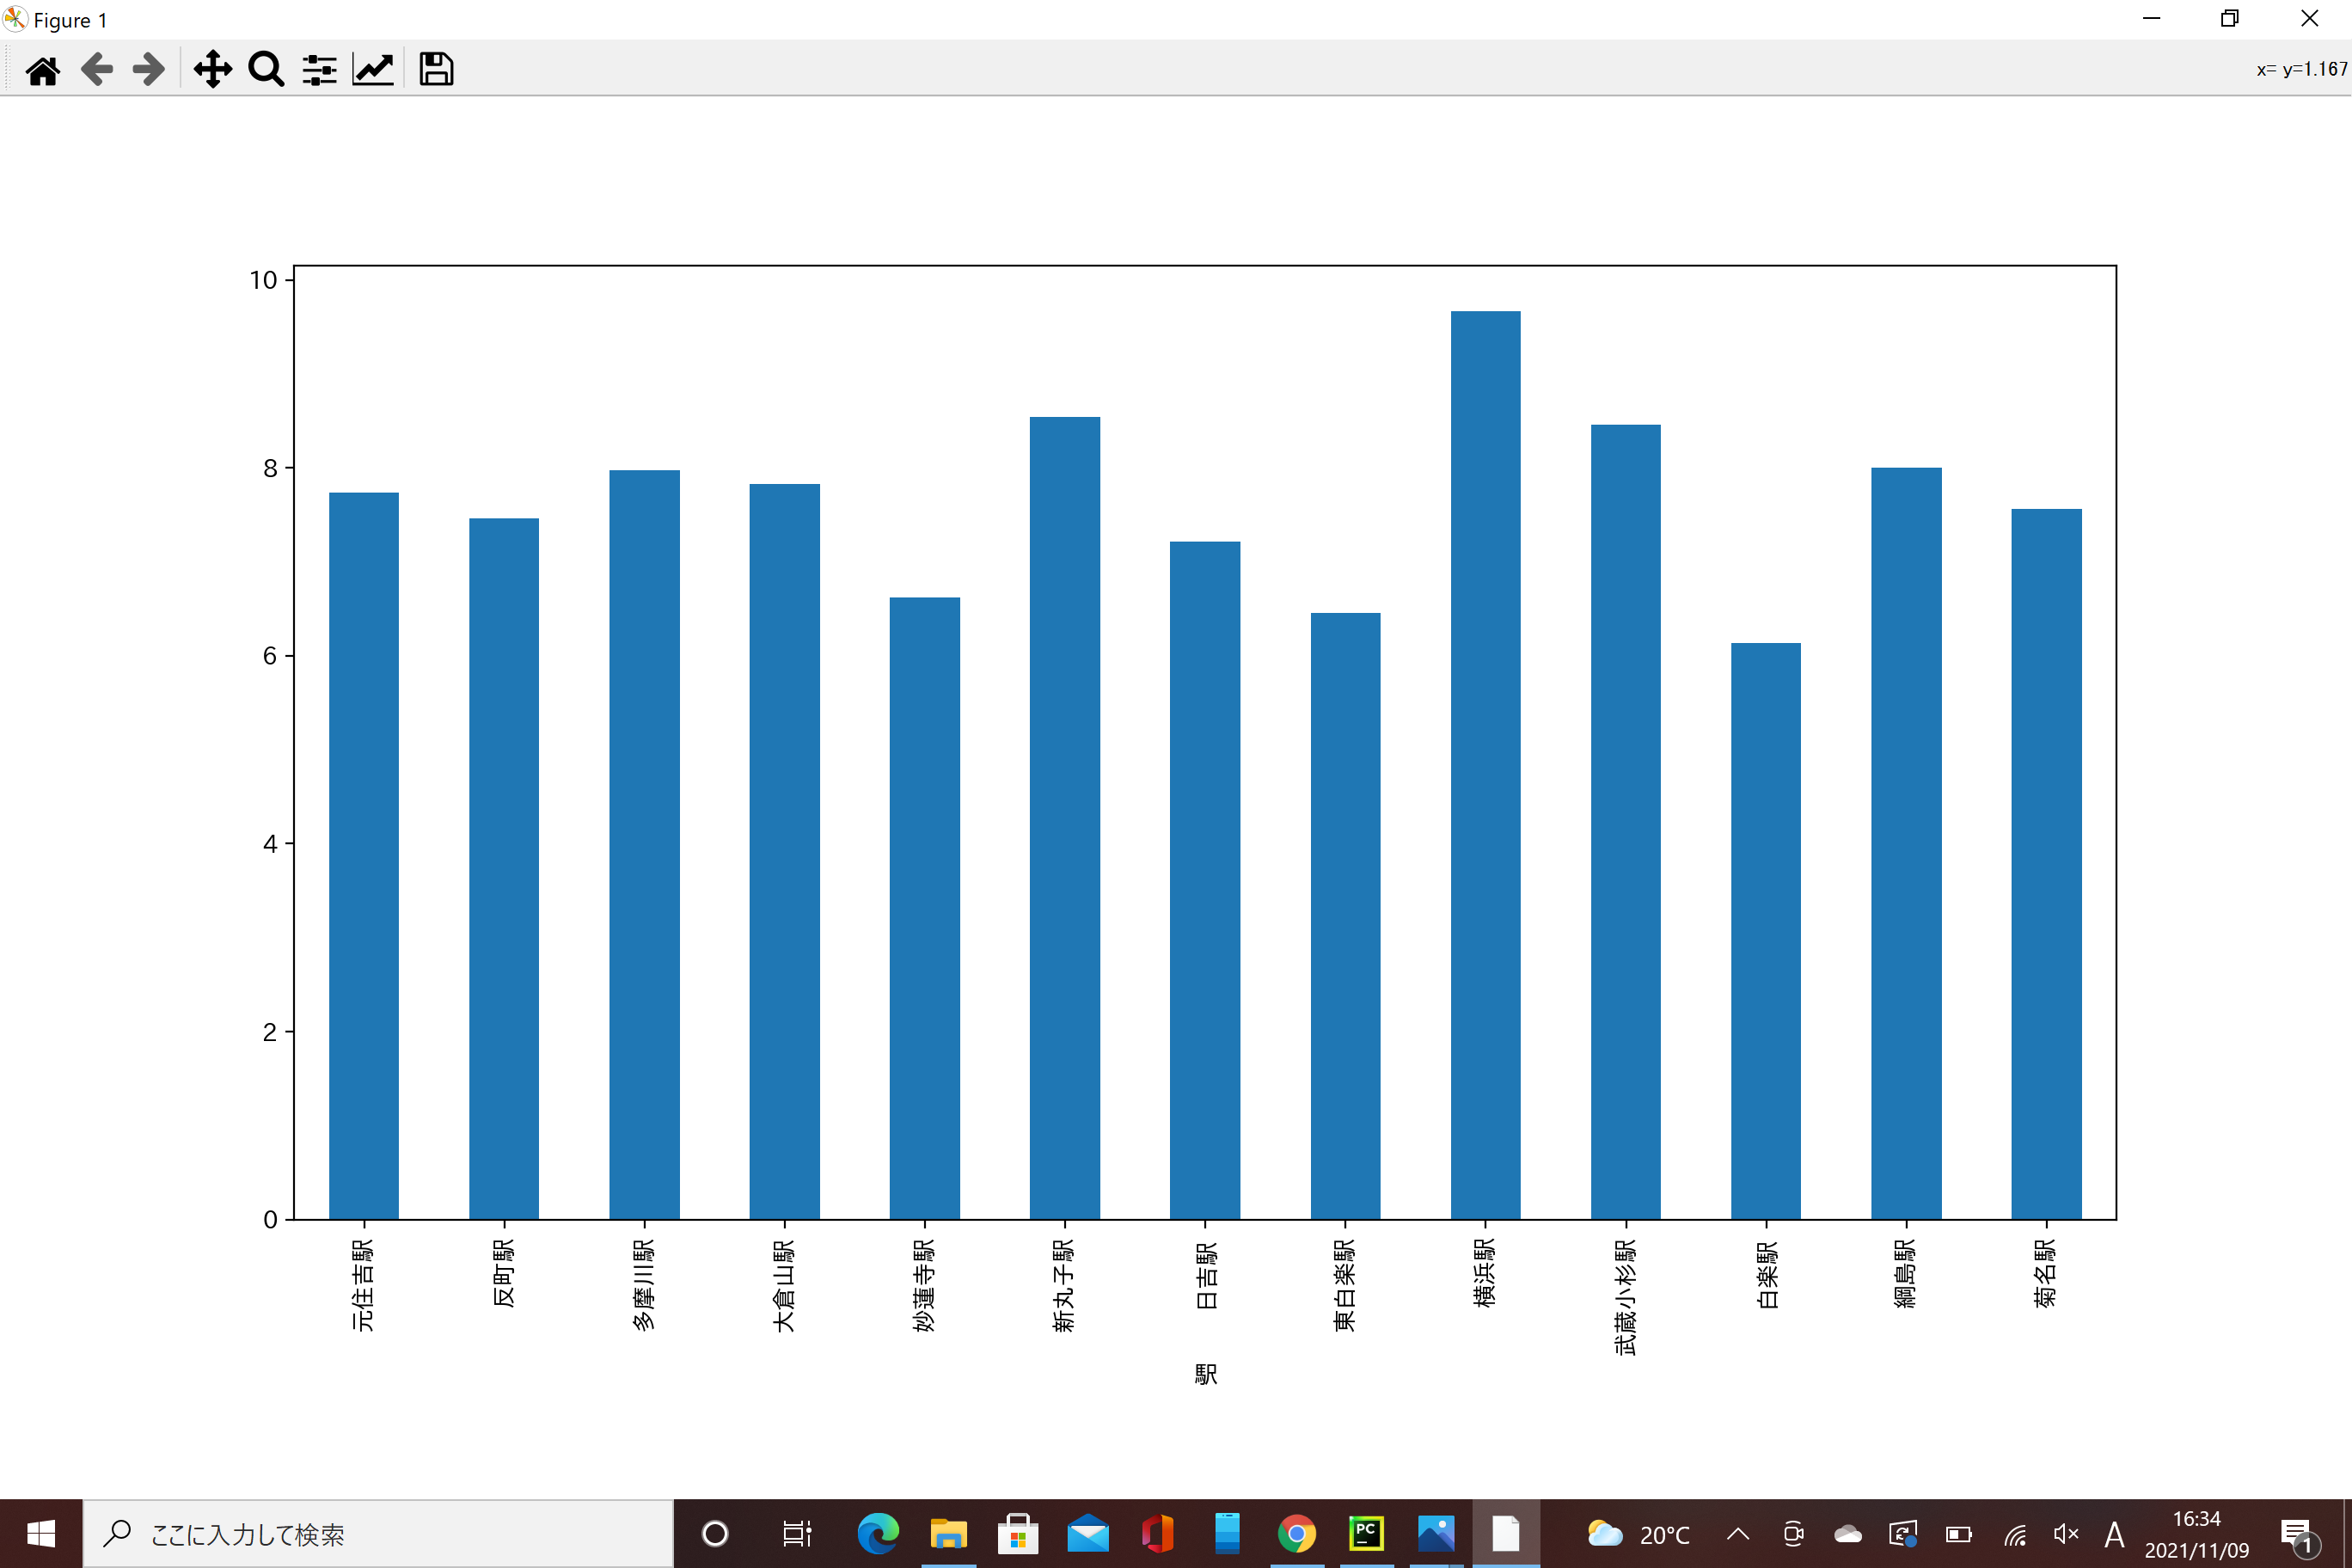 Figure 1
x= y=1.167
10
8
6
4
2
0
元住吉駅
反町駅
多摩川駅
大倉山駅
妙蓮寺駅
新丸子駅
日吉駅
東白楽駅
横浜駅
武蔵小杉駅
白楽駅
綱島駅
菊名駅
駅
ここに入力して検索
PC
20°C
A
16:34
2021/11/09
1